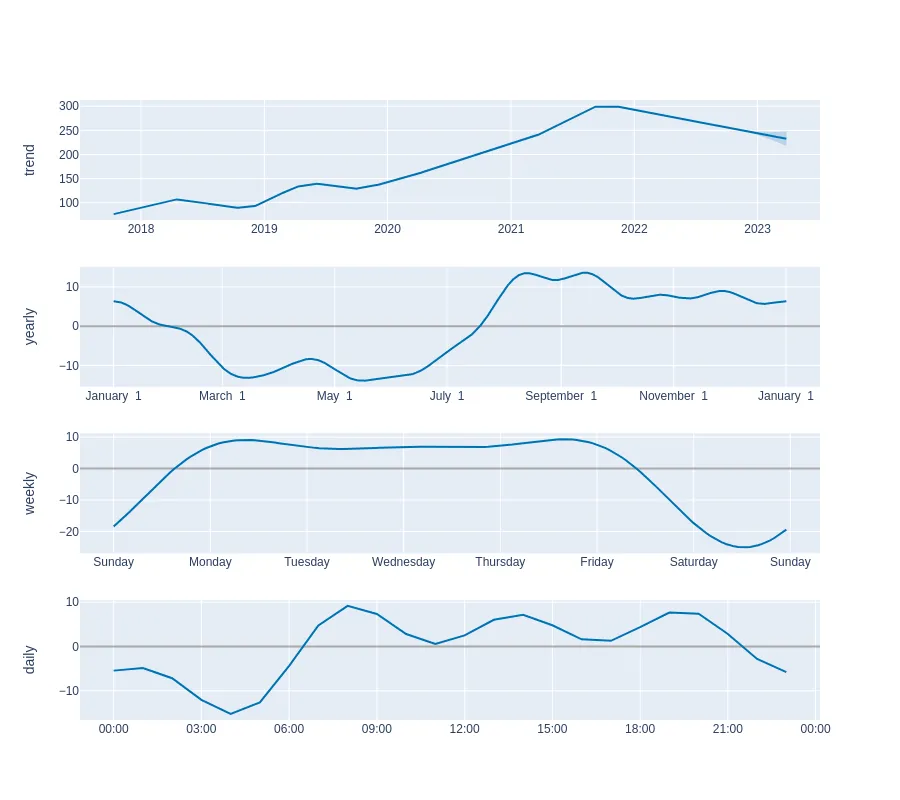 300
250
200
150
100
trend
2018 2019 2020 2021 2022 2023
10
0
−10
yearly
January 1 March 1 May 1 July 1 September 1 November 1 January 1
10
0
−10
−20
weekly
Sunday Monday Tuesday Wednesday Thursday Friday Saturday Sunday
10
0
−10
daily
00:00 03:00 06:00 09:00 12:00 15:00 18:00 21:00 00:00